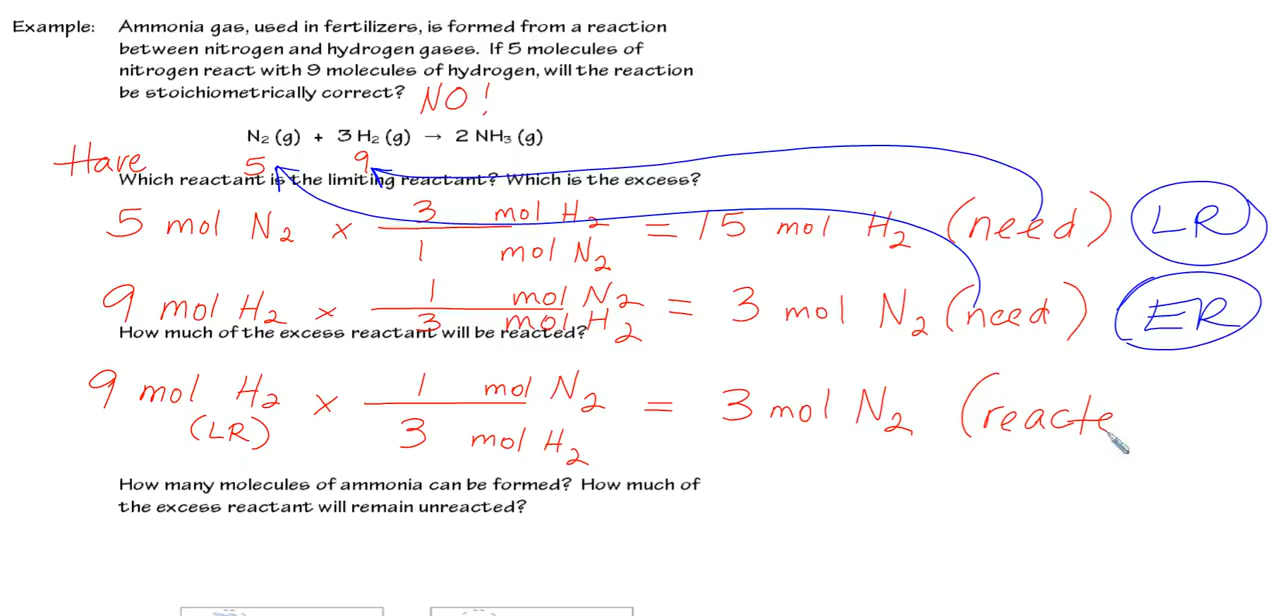 Example: Ammonia gas, used in fertilizers, is formed from a reaction
between nitrogen and hydrogen gases. If 5 molecules of
nitrogen react with 9 molecules of hydrogen, will the reaction
be stoichiometrically correct? NO!
N₂ (g) + 3 H₂ (g) → 2 NH₃ (g)
Have 5 9
Which reactant is the limiting reactant? Which is the excess?
5 mol N₂ × 3 mol H₂ / 1 mol N₂ = 15 mol H₂ (need) LR
9 mol H₂ × 1 mol N₂ / 3 mol H₂ = 3 mol N₂ (need) ER
How much of the excess reactant will be reacted?
9 mol H₂ (LR) × 1 mol N₂ / 3 mol H₂ = 3 mol N₂ (reacte
How many molecules of ammonia can be formed? How much of
the excess reactant will remain unreacted?